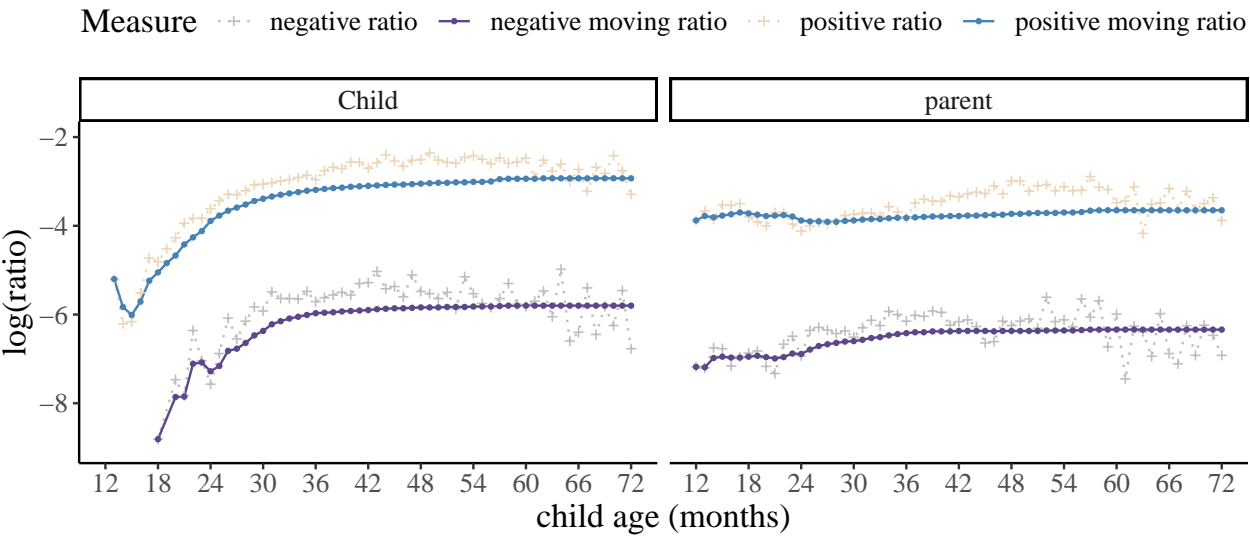 Measure negative ratio negative moving ratio positive ratio positive moving ratio
Child parent
log(ratio)
−2
−4
−6
−8
12 18 24 30 36 42 48 54 60 66 72 12 18 24 30 36 42 48 54 60 66 72
child age (months)